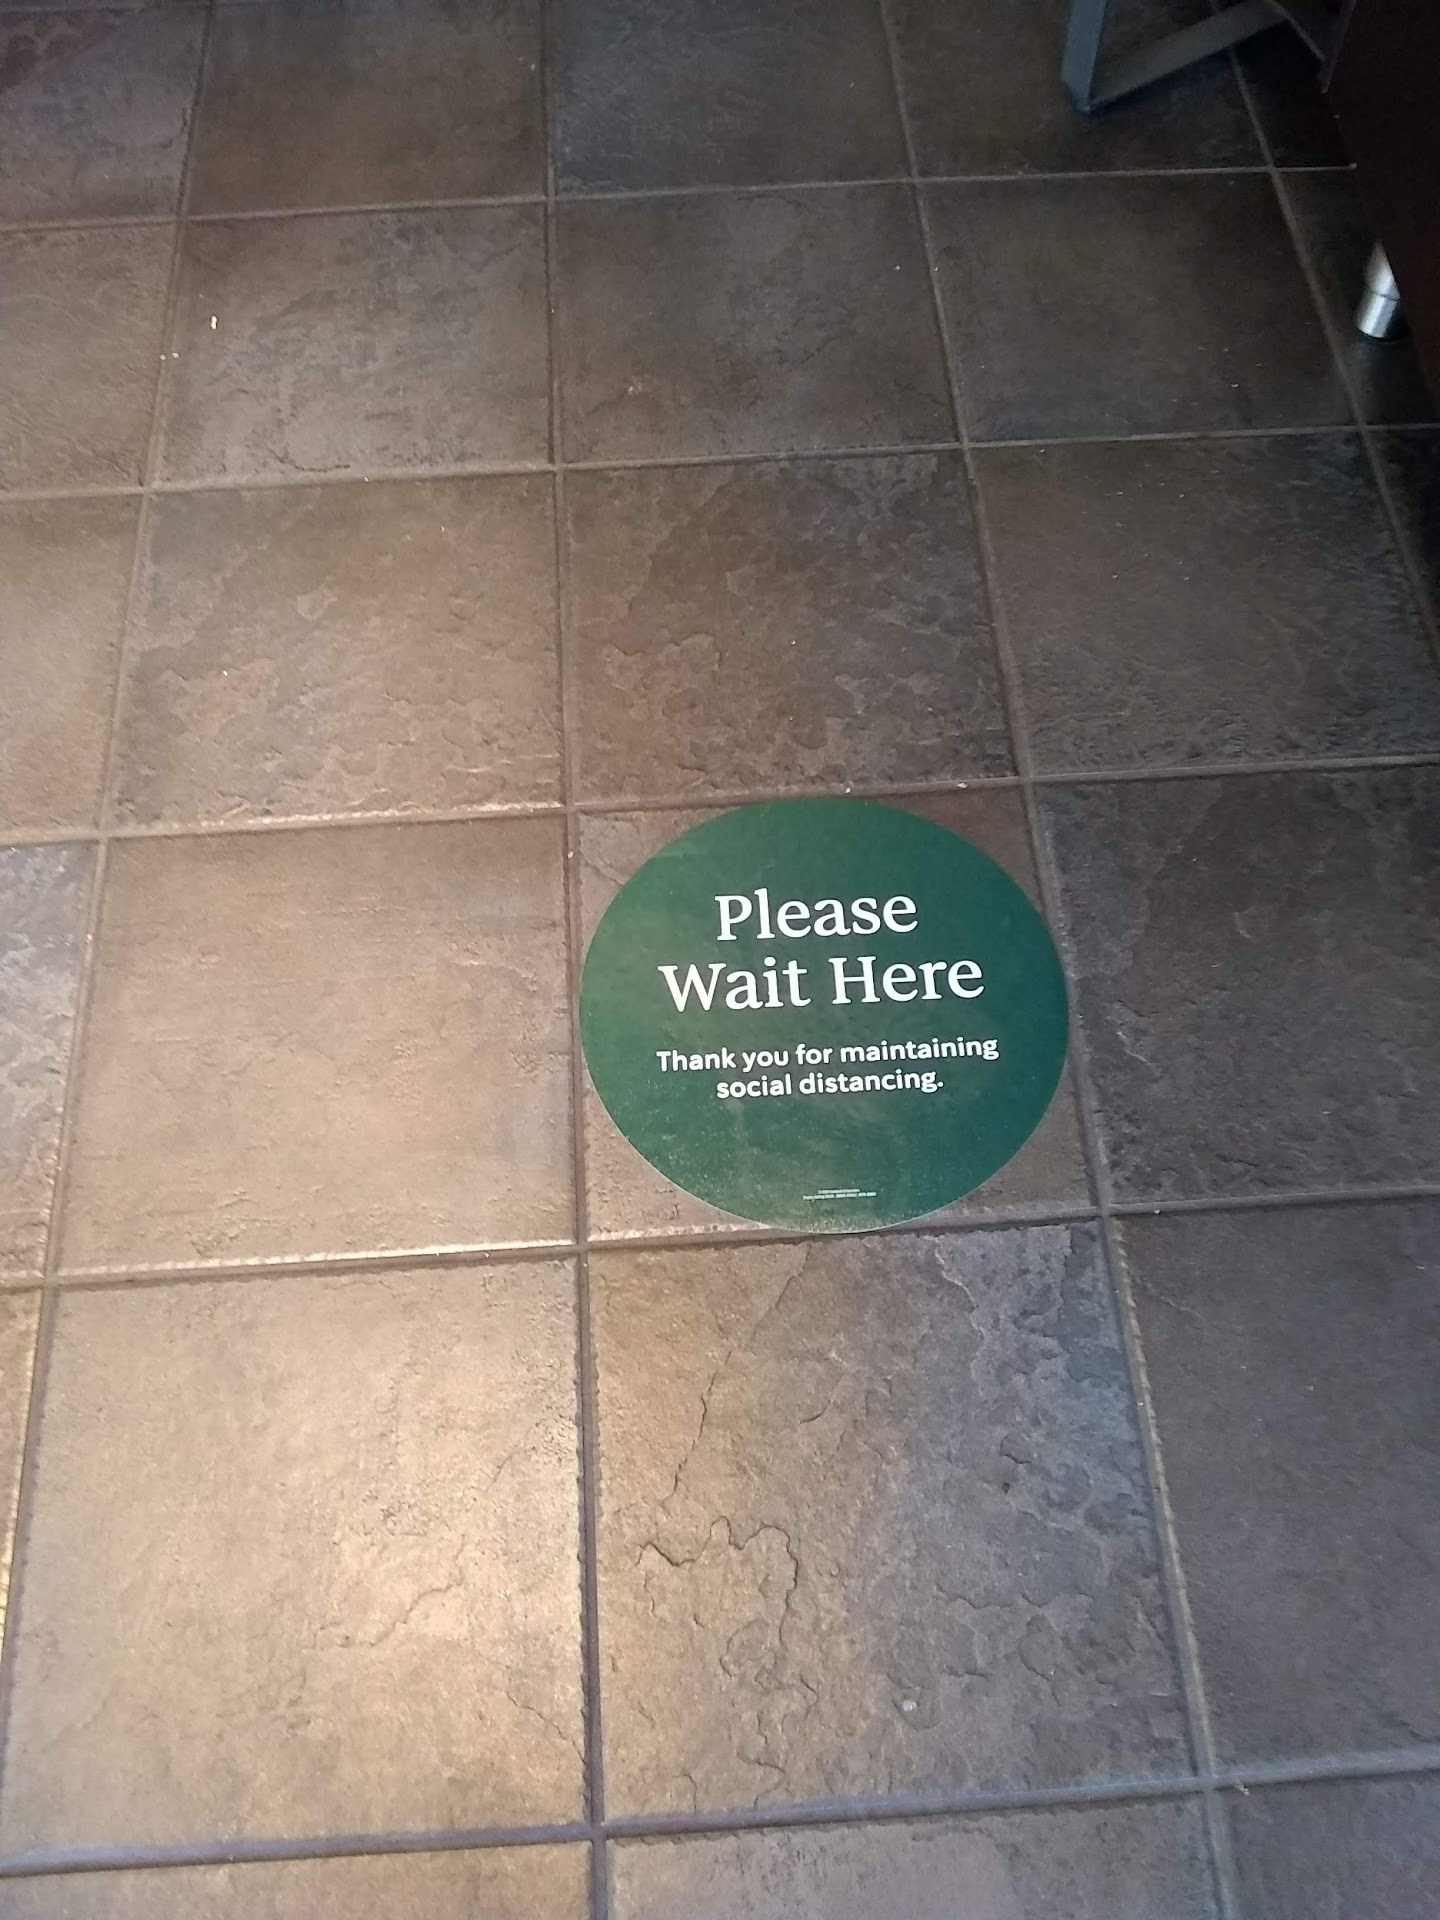 Please
Wait Here
Thank you for maintaining
social distancing.